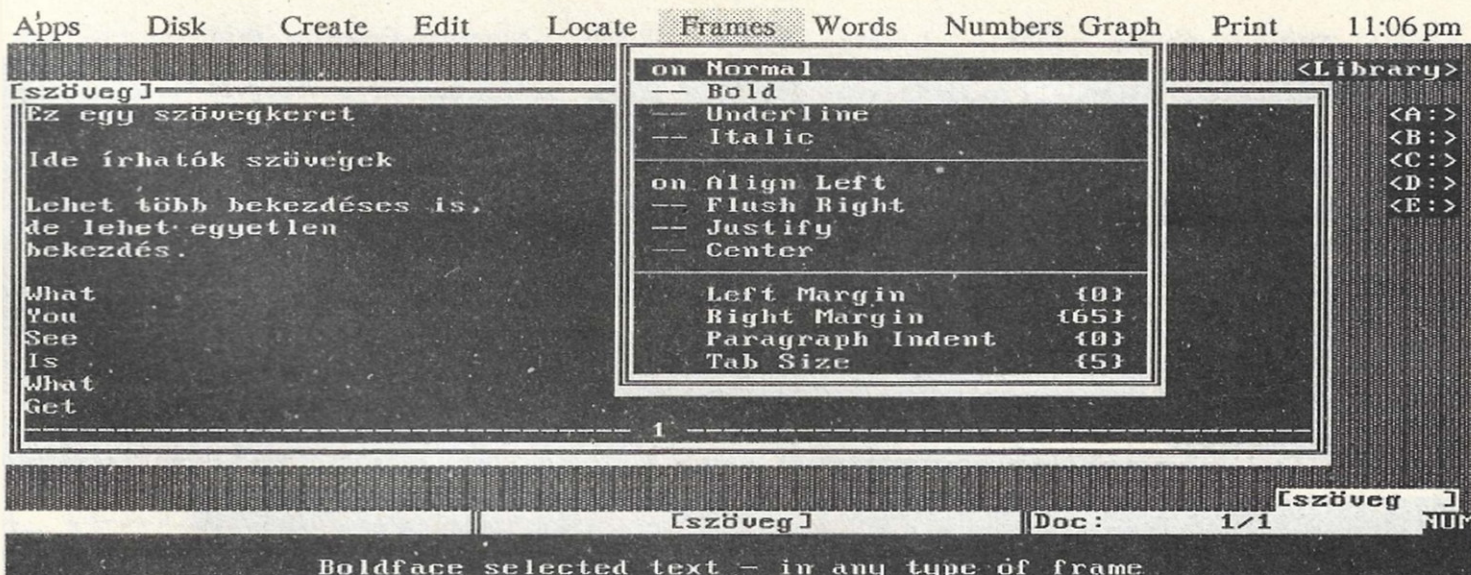 Apps Disk Create Edit Locate Frames Words Numbers Graph Print 11:06 pm
<Library>
[szöveg]
Ez egy szövegkeret
Ide írhatók szövegek
Lehet több bekezdéses is,
de lehet egyetlen
bekezdés.
What
You
See
Is
What
Get
1
on Normal
-- Bold
-- Underline
-- Italic
on Align Left
-- Flush Right
-- Justify
-- Center
Left Margin {0}
Right Margin {65}
Paragraph Indent {0}
Tab Size {5}
<A:>
<B:>
<C:>
<D:>
<E:>
[szöveg ]
[szöveg] Doc: 1/1 NUM
Boldface selected text - in any type of frame